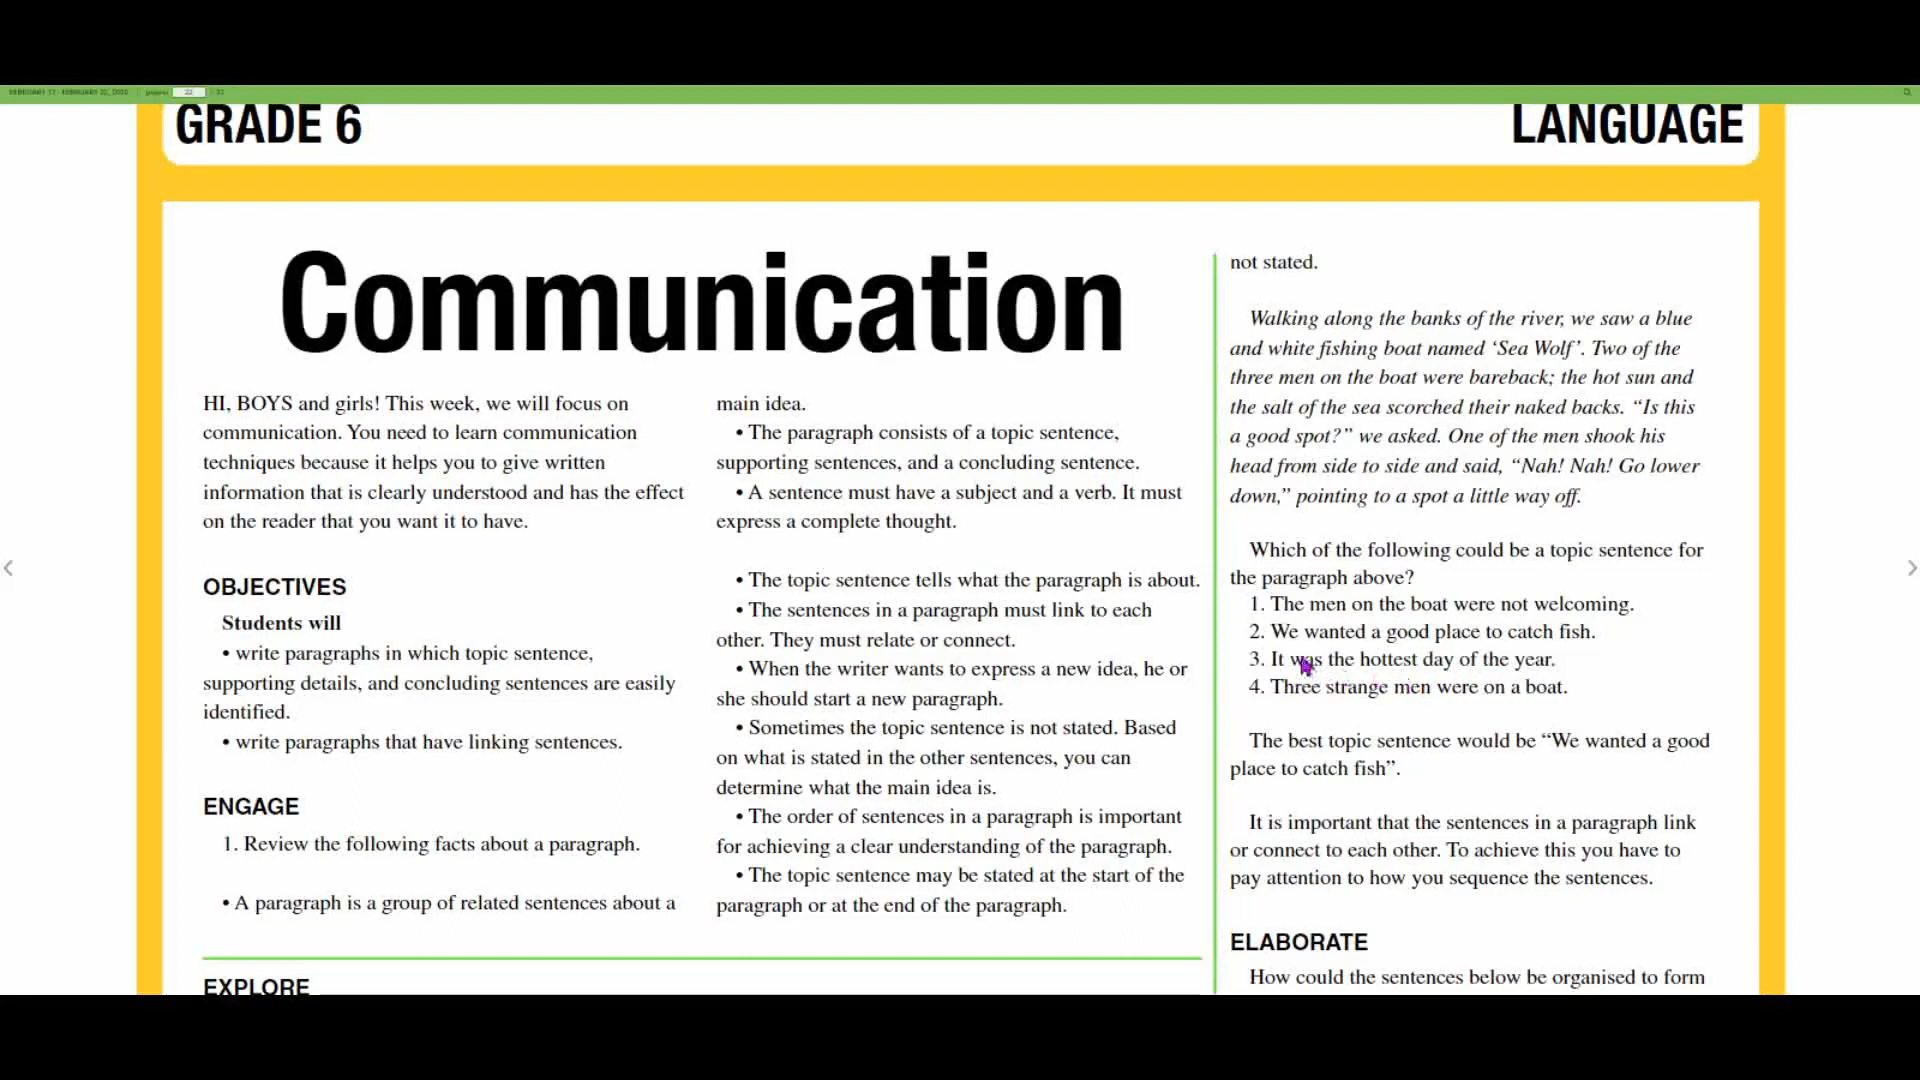 FEBRUARY 17 - FEBRUARY 22, 2020
22
GRADE 6
LANGUAGE
Communication
HI, BOYS and girls! This week, we will focus on
communication. You need to learn communication
techniques because it helps you to give written
information that is clearly understood and has the effect
on the reader that you want it to have.
OBJECTIVES
Students will
• write paragraphs in which topic sentence,
supporting details, and concluding sentences are easily
identified.
• write paragraphs that have linking sentences.
ENGAGE
1. Review the following facts about a paragraph.
• A paragraph is a group of related sentences about a
main idea.
• The paragraph consists of a topic sentence,
supporting sentences, and a concluding sentence.
• A sentence must have a subject and a verb. It must
express a complete thought.
• The topic sentence tells what the paragraph is about.
• The sentences in a paragraph must link to each
other. They must relate or connect.
• When the writer wants to express a new idea, he or
she should start a new paragraph.
• Sometimes the topic sentence is not stated. Based
on what is stated in the other sentences, you can
determine what the main idea is.
• The order of sentences in a paragraph is important
for achieving a clear understanding of the paragraph.
• The topic sentence may be stated at the start of the
paragraph or at the end of the paragraph.
EXPLORE
not stated.
Walking along the banks of the river, we saw a blue
and white fishing boat named ‘Sea Wolf’. Two of the
three men on the boat were bareback; the hot sun and
the salt of the sea scorched their naked backs. “Is this
a good spot?” we asked. One of the men shook his
head from side to side and said, “Nah! Nah! Go lower
down,” pointing to a spot a little way off.
Which of the following could be a topic sentence for
the paragraph above?
1. The men on the boat were not welcoming.
2. We wanted a good place to catch fish.
3. It was the hottest day of the year.
4. Three strange men were on a boat.
The best topic sentence would be “We wanted a good
place to catch fish”.
It is important that the sentences in a paragraph link
or connect to each other. To achieve this you have to
pay attention to how you sequence the sentences.
ELABORATE
How could the sentences below be organised to form